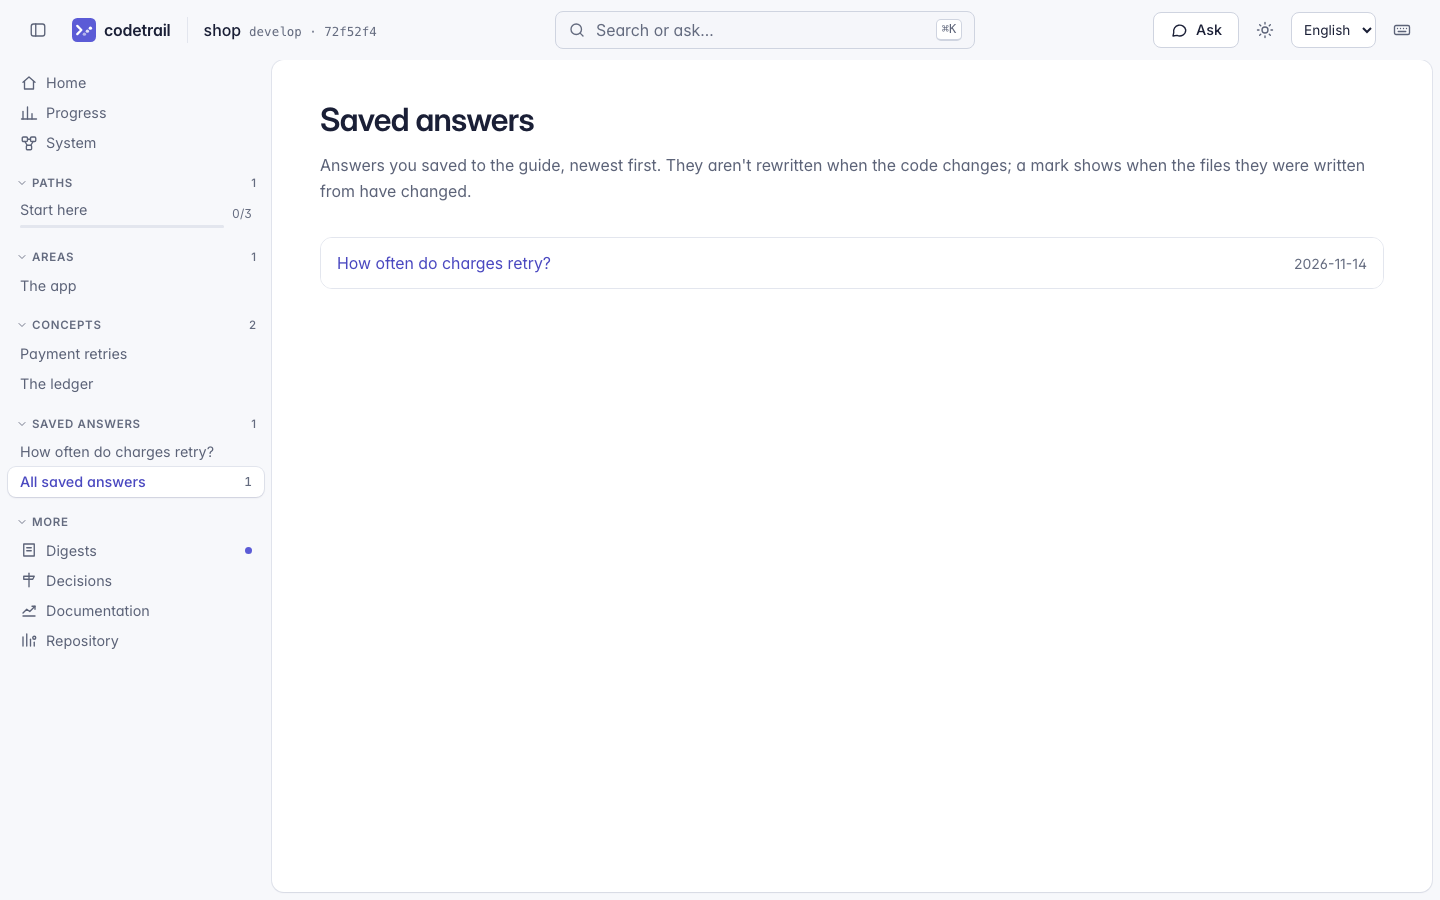 codetrail
shop develop · 72f52f4
Search or ask...
⌘K
Ask
English
Home
Progress
System
PATHS 1
Start here 0/3
AREAS 1
The app
CONCEPTS 2
Payment retries
The ledger
SAVED ANSWERS 1
How often do charges retry?
All saved answers 1
MORE
Digests
Decisions
Documentation
Repository
Saved answers
Answers you saved to the guide, newest first. They aren't rewritten when the code changes; a mark shows when the files they were written
from have changed.
How often do charges retry? 2026-11-14